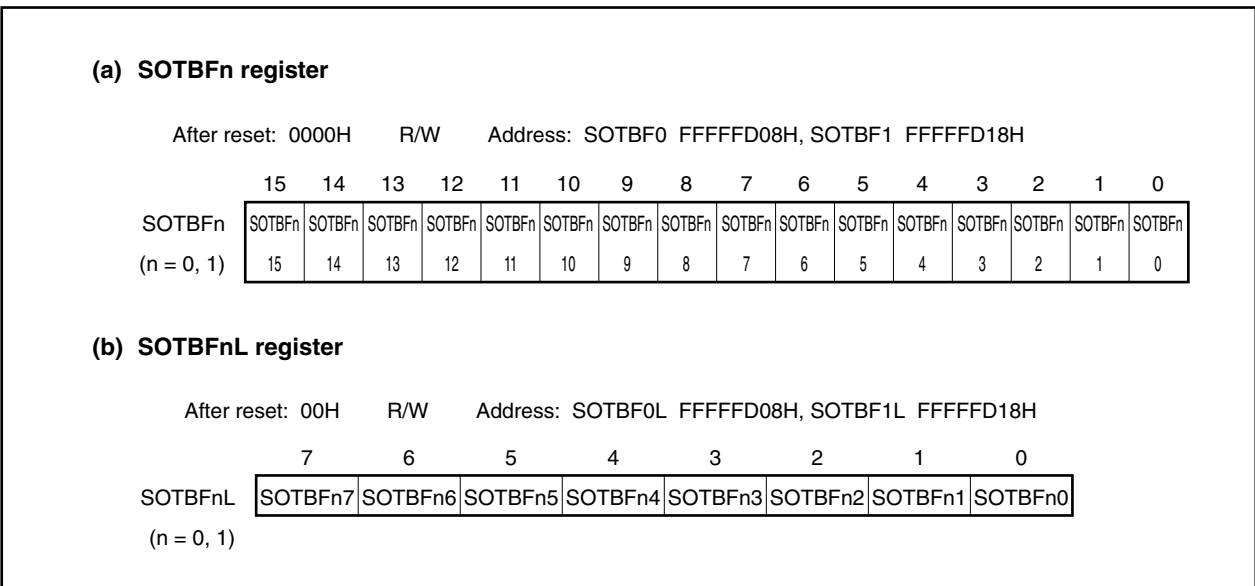 (a) SOTBFn register
After reset: 0000H R/W Address: SOTBF0 FFFFFD08H, SOTBF1 FFFFFD18H
15 14 13 12 11 10 9 8 7 6 5 4 3 2 1 0
SOTBFn SOTBFn SOTBFn SOTBFn SOTBFn SOTBFn SOTBFn SOTBFn SOTBFn SOTBFn SOTBFn SOTBFn SOTBFn SOTBFn SOTBFn SOTBFn SOTBFn
(n = 0, 1) 15 14 13 12 11 10 9 8 7 6 5 4 3 2 1 0
(b) SOTBFnL register
After reset: 00H R/W Address: SOTBF0L FFFFFD08H, SOTBF1L FFFFFD18H
7 6 5 4 3 2 1 0
SOTBFnL SOTBFn7 SOTBFn6 SOTBFn5 SOTBFn4 SOTBFn3 SOTBFn2 SOTBFn1 SOTBFn0
(n = 0, 1)